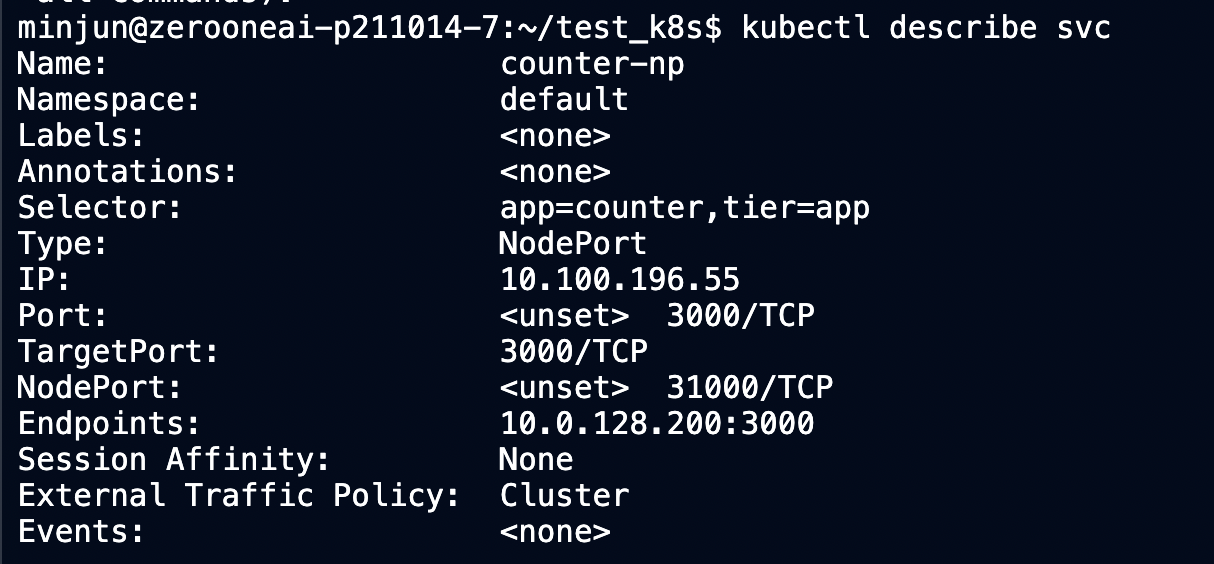 minjun@zerooneai-p211014-7:~/test_k8s$ kubectl describe svc
Name:                     counter-np
Namespace:                default
Labels:                   <none>
Annotations:              <none>
Selector:                 app=counter,tier=app
Type:                     NodePort
IP:                       10.100.196.55
Port:                     <unset>  3000/TCP
TargetPort:               3000/TCP
NodePort:                 <unset>  31000/TCP
Endpoints:                10.0.128.200:3000
Session Affinity:         None
External Traffic Policy:  Cluster
Events:                   <none>